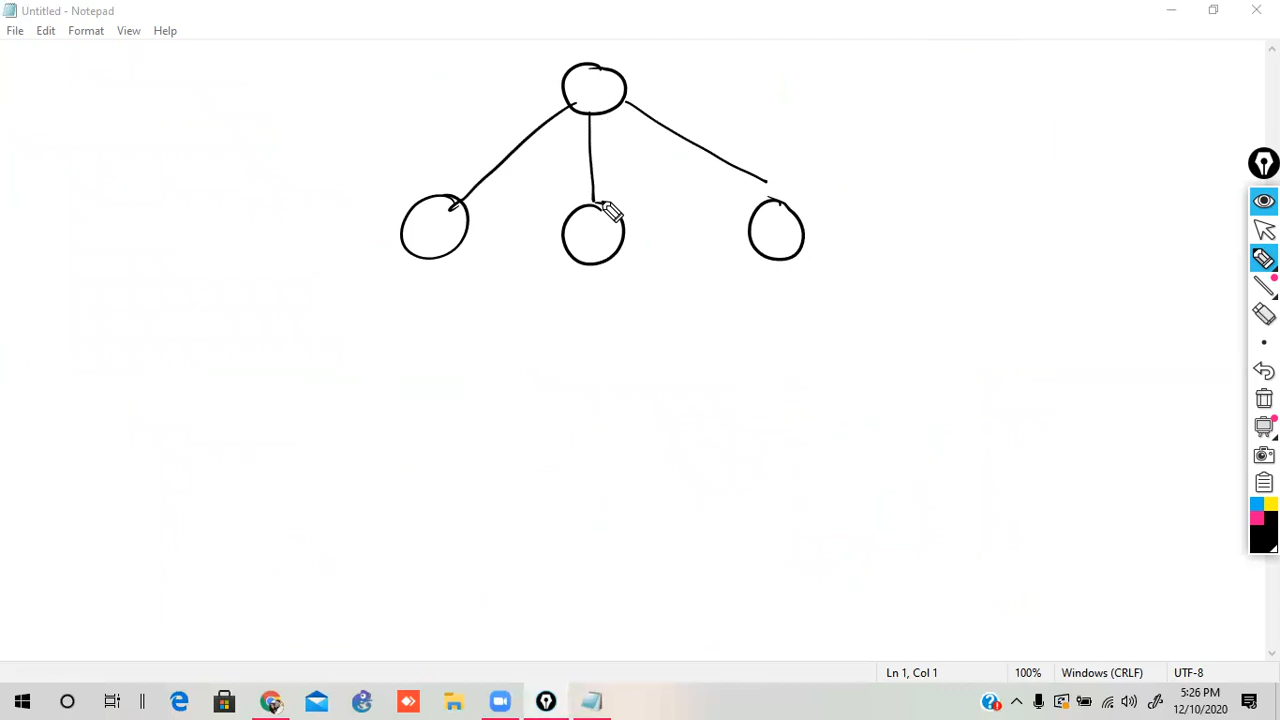 Untitled - Notepad
File Edit Format View Help
Ln 1, Col 1 100% Windows (CRLF) UTF-8
5:26 PM
12/10/2020